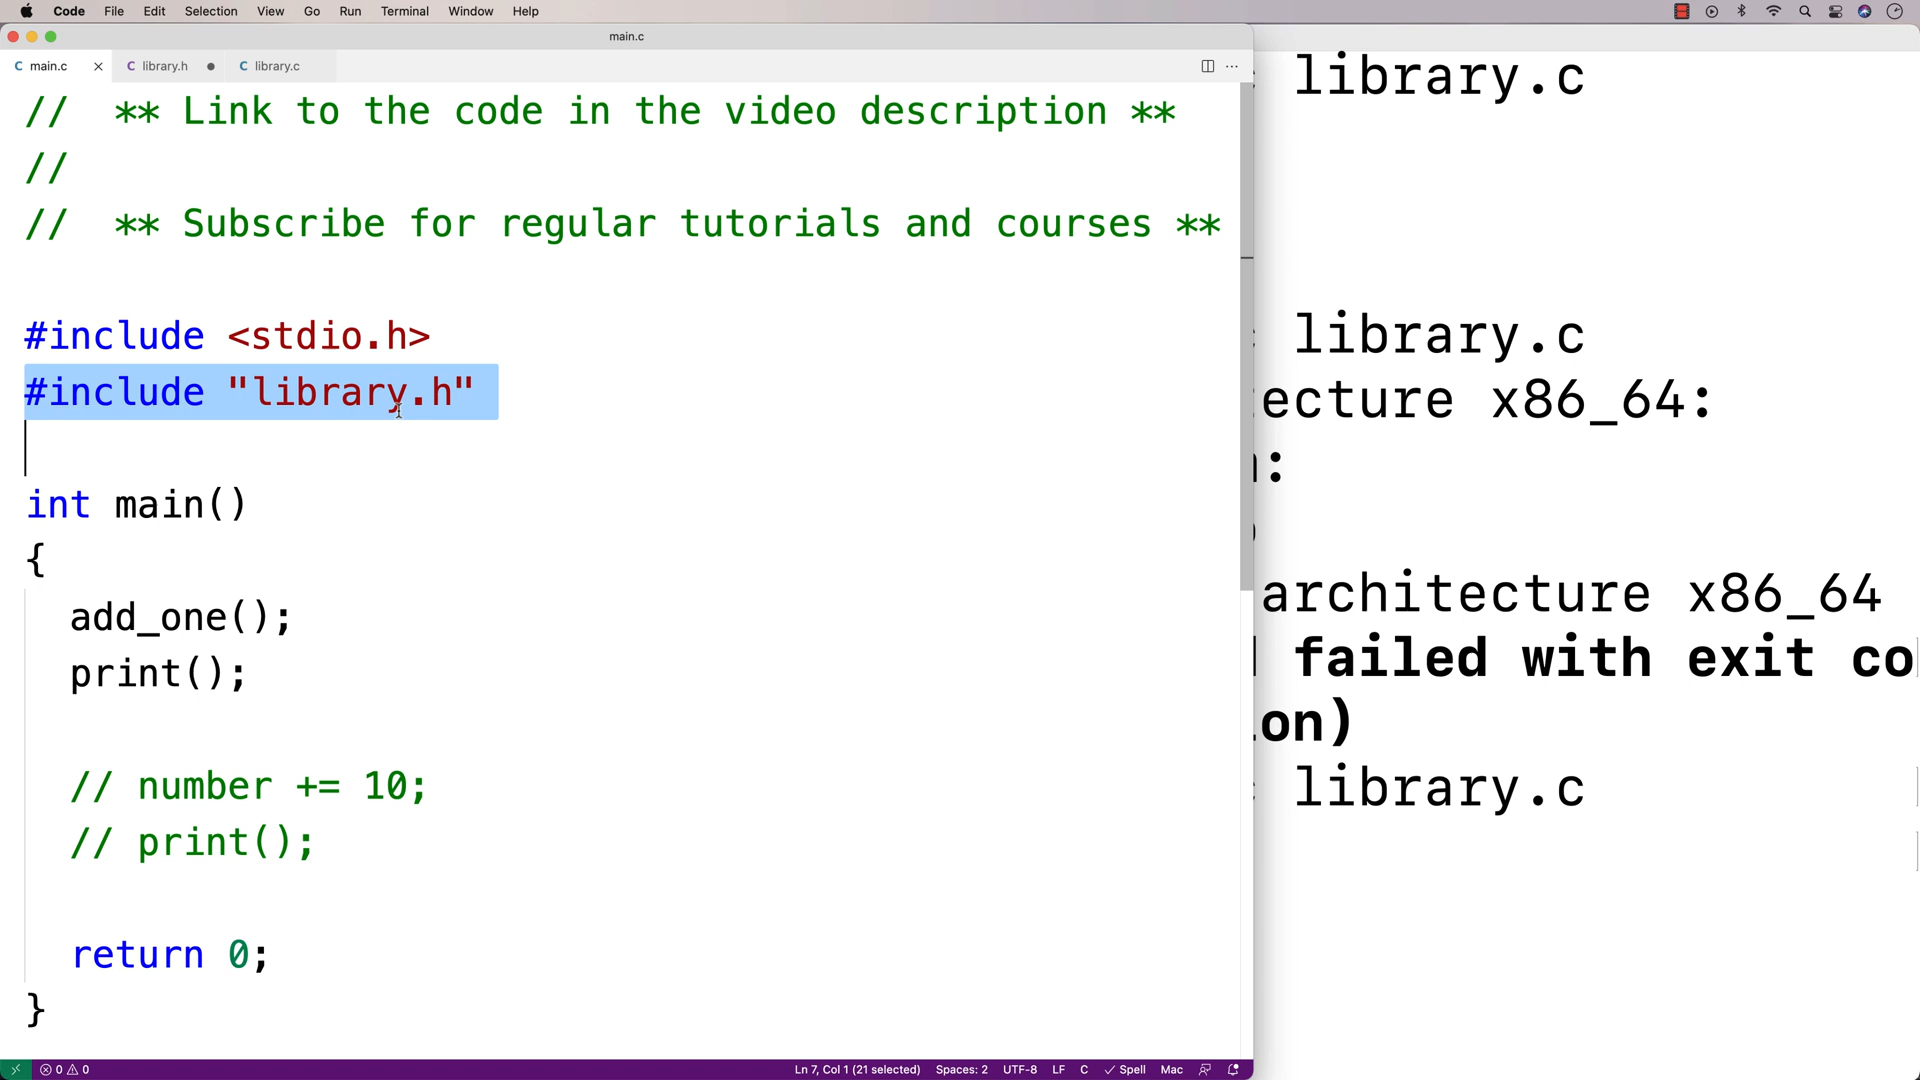 Code File Edit Selection View Go Run Terminal Window Help
main.c
main.c library.h library.c
// ** Link to the code in the video description **
//
// ** Subscribe for regular tutorials and courses **
#include <stdio.h>
#include "library.h"
int main()
{
add_one();
print();
// number += 10;
// print();
return 0;
}
0 0 Ln 7, Col 1 (21 selected) Spaces: 2 UTF-8 LF C Spell Mac
library.c
library.c
ecture x86_64:
:
architecture x86_64
failed with exit co
on)
library.c